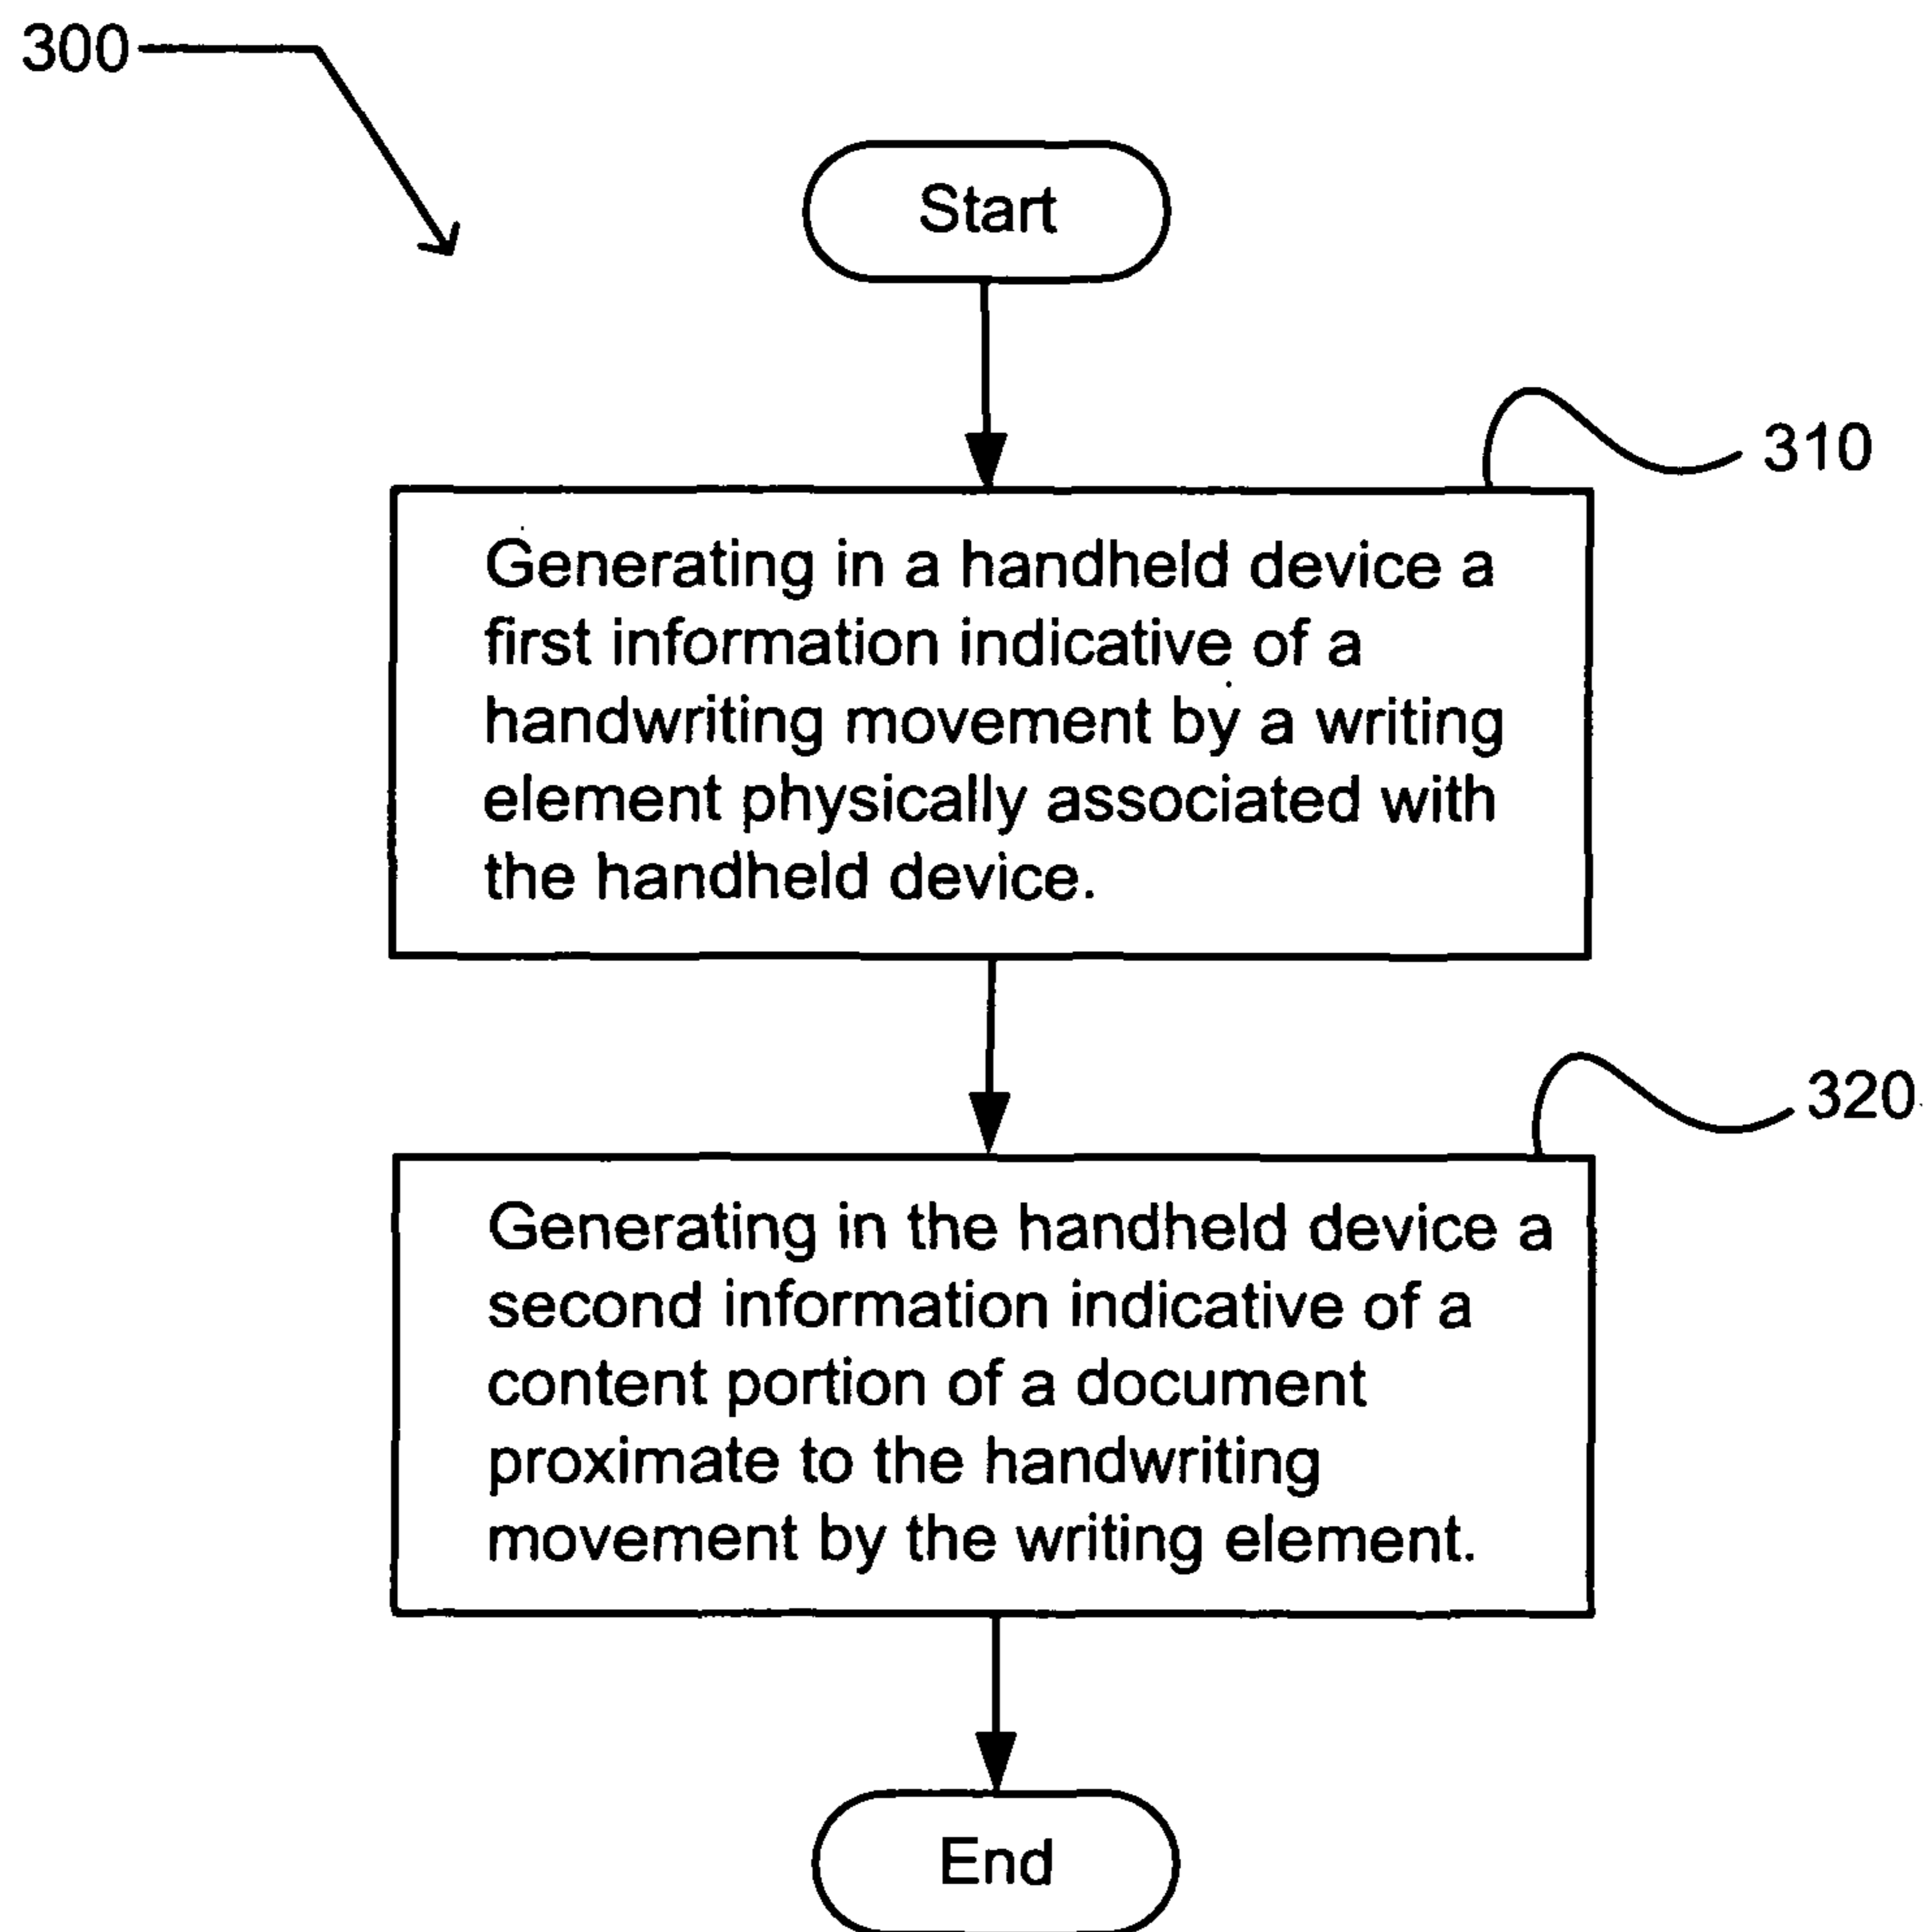 300
Start
310
Generating in a handheld device a
first information indicative of a
handwriting movement by a writing
element physically associated with
the handheld device.
320
Generating in the handheld device a
second information indicative of a
content portion of a document
proximate to the handwriting
movement by the writing element.
End